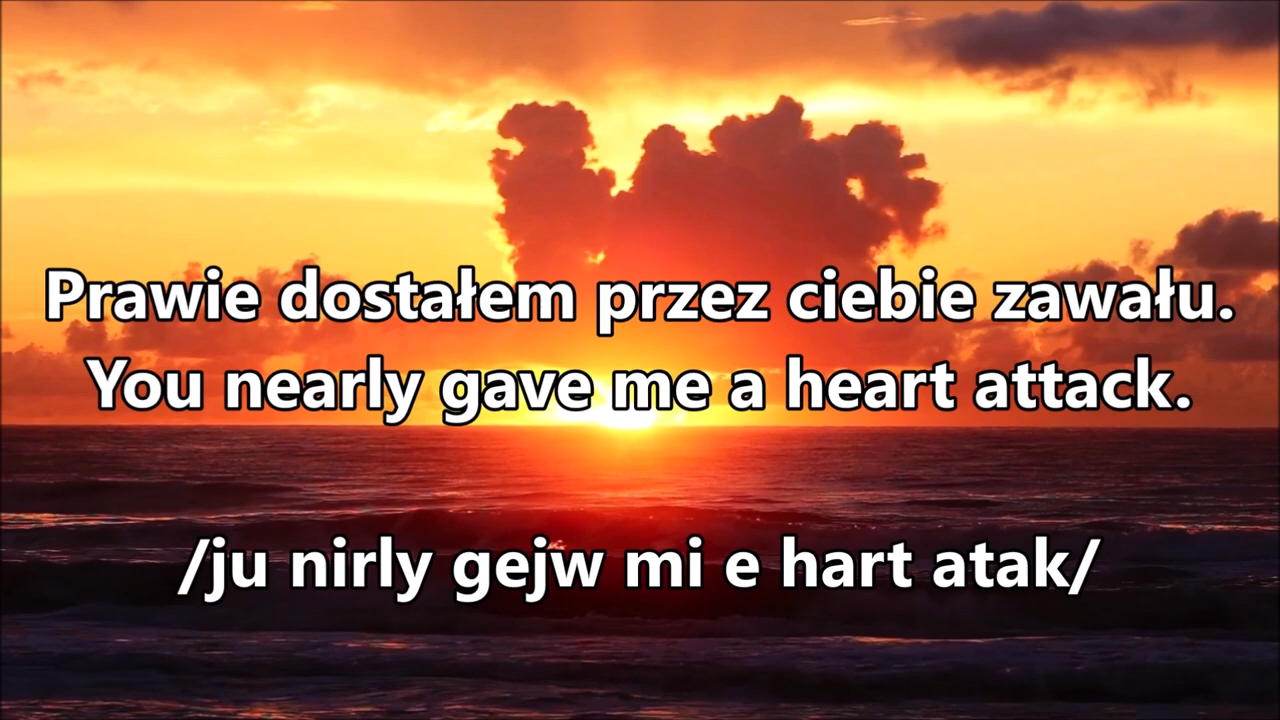 Prawie dostałem przez ciebie zawału.
You nearly gave me a heart attack.
/ju nirly gejw mi e hart atak/